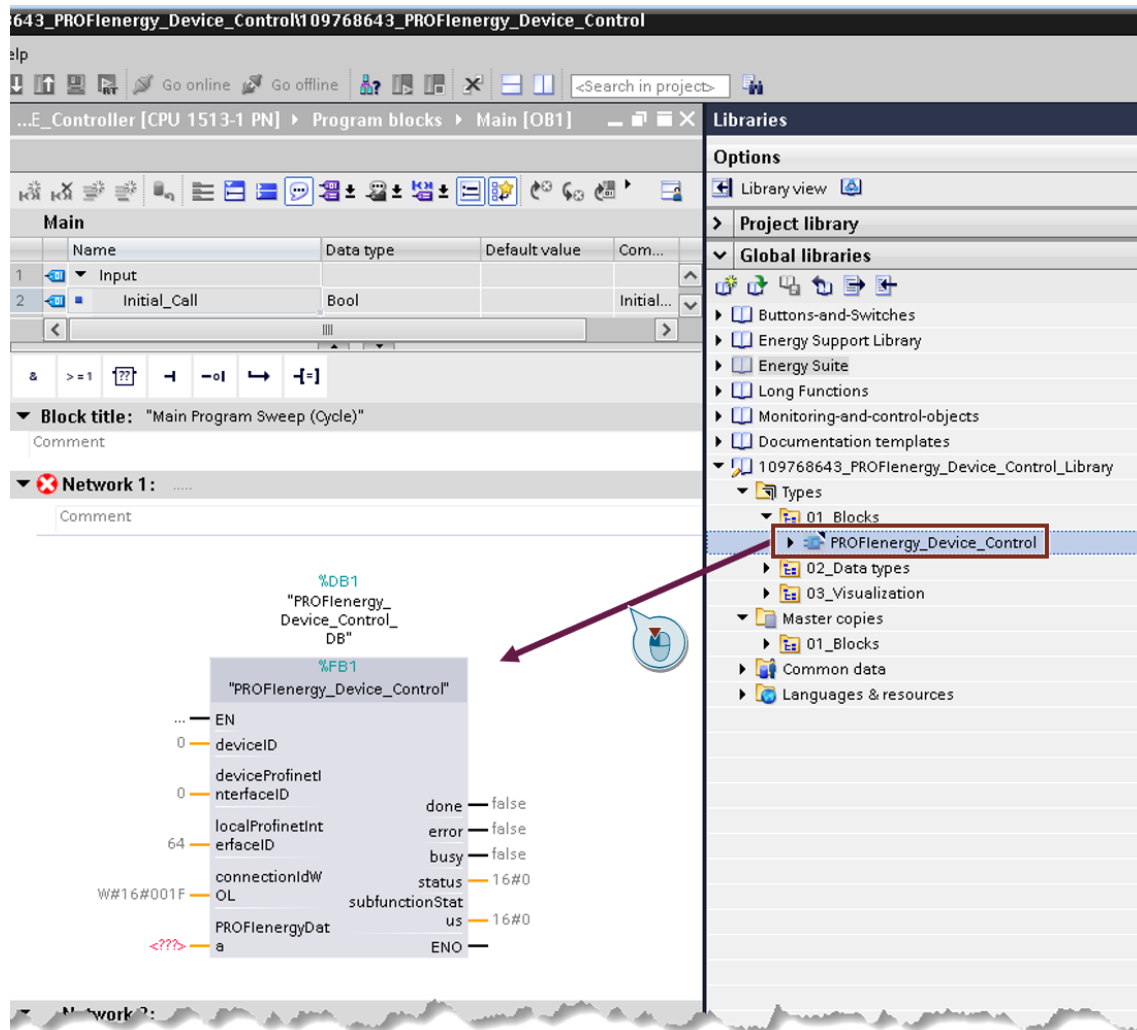 643_PROFIenergy_Device_Control\109768643_PROFIenergy_Device_Control
elp
Go online Go offline <Search in project>
...E_Controller [CPU 1513-1 PN] Program blocks Main [OB1]
Main
Name Data type Default value Com...
1 Input
2 Initial_Call Bool Initial...
& >=1 ??
Block title: "Main Program Sweep (Cycle)"
Comment
Network 1: .....
Comment
%DB1
"PROFIenergy_
Device_Control_
DB"
%FB1
"PROFIenergy_Device_Control"
... EN
0 deviceID
deviceProfinetI
0 nterfaceID
done false
localProfinetInt
error false
64 erfaceID
busy false
connectionIdW
status 16#0
W#16#001F OL
subfunctionStat
us 16#0
PROFIenergyDat
<???> a
ENO
Network 2:
Libraries
Options
Library view
Project library
Global libraries
Buttons-and-Switches
Energy Support Library
Energy Suite
Long Functions
Monitoring-and-control-objects
Documentation templates
109768643_PROFIenergy_Device_Control_Library
Types
01_Blocks
PROFIenergy_Device_Control
02_Data types
03_Visualization
Master copies
01_Blocks
Common data
Languages & resources